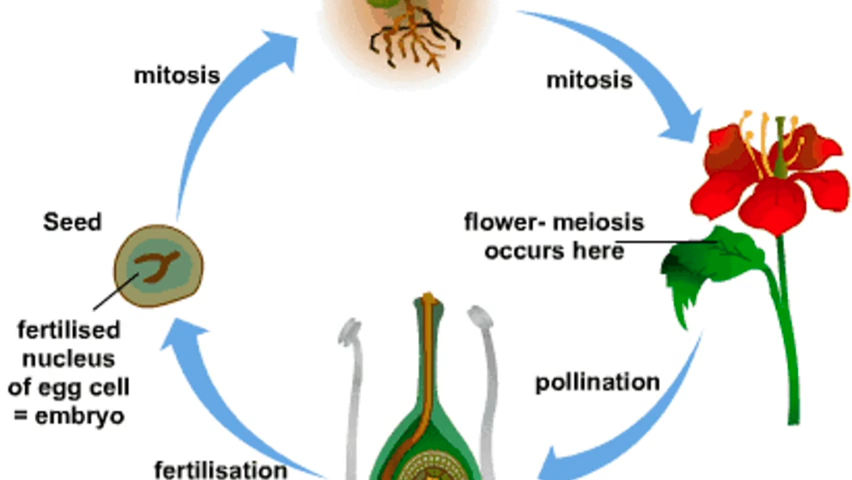 mitosis
mitosis
Seed
flower- meiosis
occurs here
fertilised
nucleus
of egg cell
= embryo
pollination
fertilisation